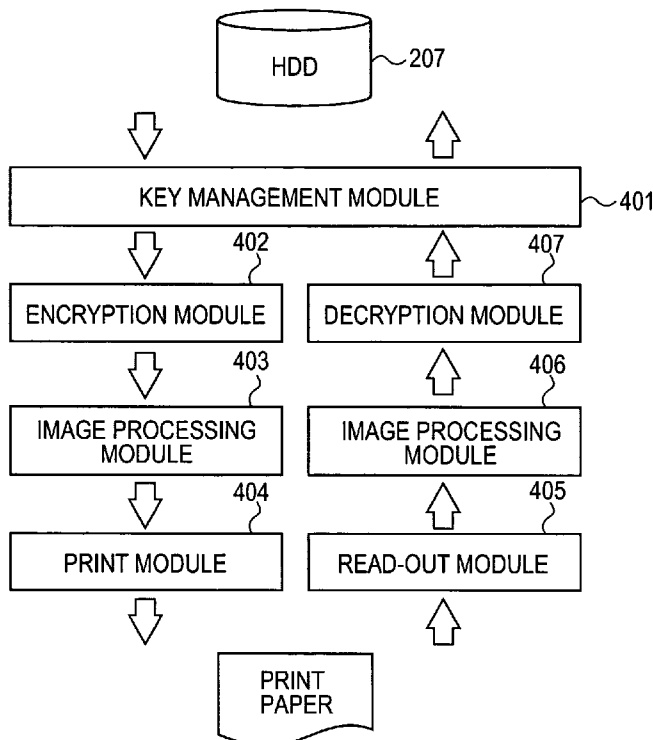 HDD
207
KEY MANAGEMENT MODULE
401
402
407
ENCRYPTION MODULE
DECRYPTION MODULE
403
406
IMAGE PROCESSING
MODULE
IMAGE PROCESSING
MODULE
404
405
PRINT MODULE
READ-OUT MODULE
PRINT
PAPER